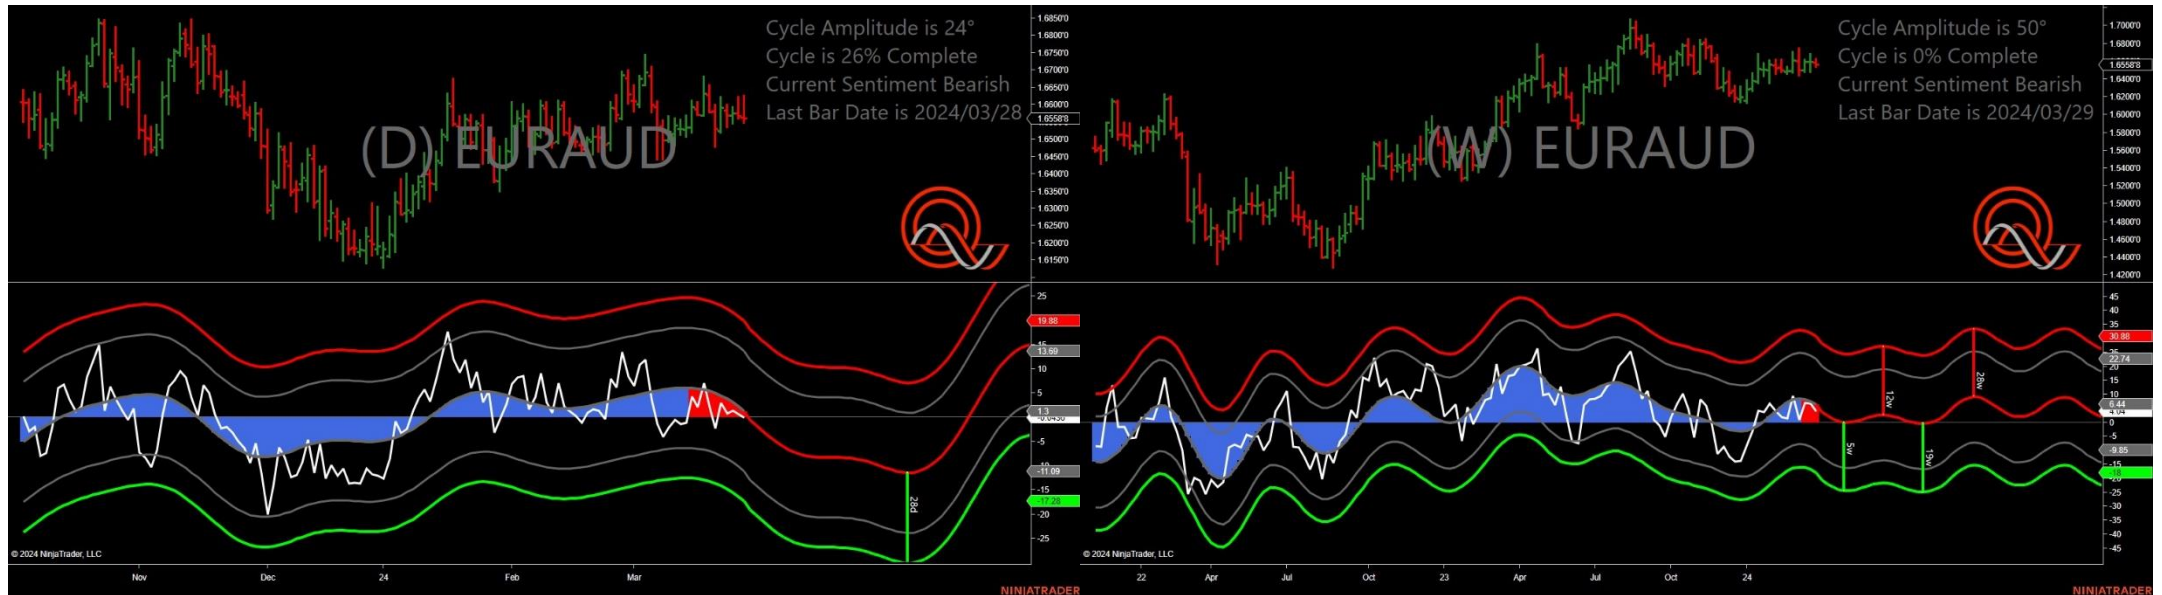 Cycle Amplitude is 24°
Cycle is 26% Complete
Current Sentiment Bearish
Last Bar Date is 2024/03/28
(D) EURAUD
1.6850'0
1.6800'0
1.6750'0
1.6700'0
1.6650'0
1.6600'0
1.6558'8
1.6500'0
1.6450'0
1.6400'0
1.6350'0
1.6300'0
1.6250'0
1.6200'0
1.6150'0
25
19.88
15
13.69
10
5
1.3
-5
-11.09
-15
-17.28
-20
-25
28d
© 2024 NinjaTrader, LLC
Nov
Dec
24
Feb
Mar
NINJATRADER
Cycle Amplitude is 50°
Cycle is 0% Complete
Current Sentiment Bearish
Last Bar Date is 2024/03/29
(W) EURAUD
1.7000'0
1.6800'0
1.6558'8
1.6400'0
1.6200'0
1.6000'0
1.5800'0
1.5600'0
1.5400'0
1.5200'0
1.5000'0
1.4800'0
1.4600'0
1.4400'0
1.4200'0
45
40
35
30.88
25
22.74
20
15
10
6.44
4.04
0
-5
-9.85
-15
-18
-25
-30
-35
-40
-45
5w
12w
19w
28w
© 2024 NinjaTrader, LLC
22
Apr
Jul
Oct
23
Apr
Jul
Oct
24
NINJATRADER